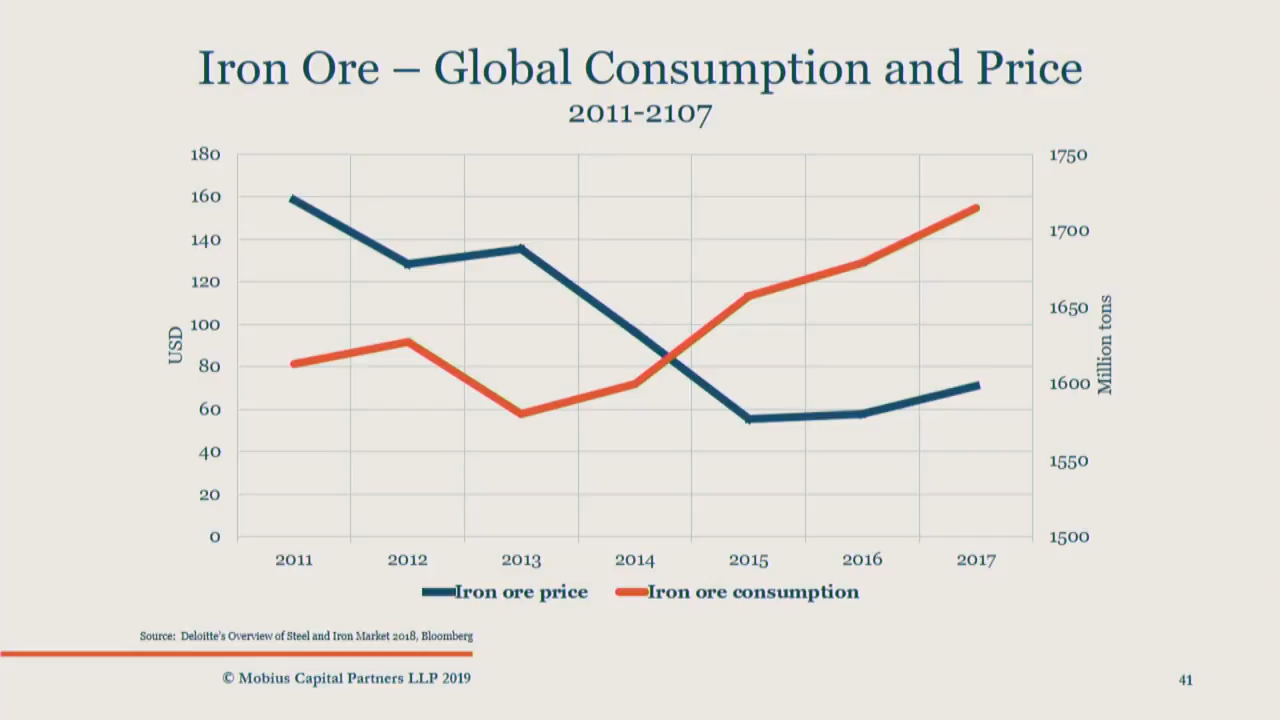 Iron Ore – Global Consumption and Price
2011-2107
180
160
140
120
100
80
60
40
20
0
USD
1750
1700
1650
1600
1550
1500
Million tons
2011 2012 2013 2014 2015 2016 2017
Iron ore price Iron ore consumption
Source: Deloitte's Overview of Steel and Iron Market 2018, Bloomberg
© Mobius Capital Partners LLP 2019
41